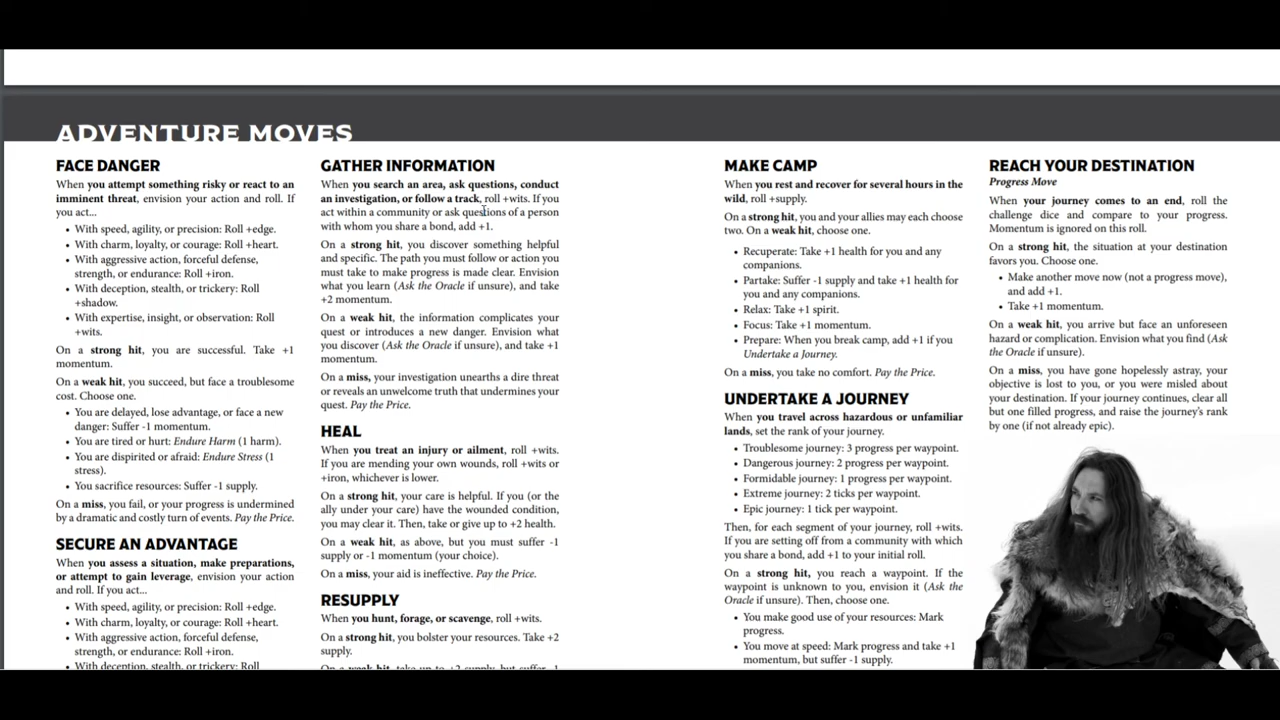 ADVENTURE MOVES
FACE DANGER
When you attempt something risky or react to an
imminent threat, envision your action and roll. If
you act...
• With speed, agility, or precision: Roll +edge.
• With charm, loyalty, or courage: Roll +heart.
• With aggressive action, forceful defense,
strength, or endurance: Roll +iron.
• With deception, stealth, or trickery: Roll
+shadow.
• With expertise, insight, or observation: Roll
+wits.
On a strong hit, you are successful. Take +1
momentum.
On a weak hit, you succeed, but face a troublesome
cost. Choose one.
• You are delayed, lose advantage, or face a new
danger: Suffer -1 momentum.
• You are tired or hurt: Endure Harm (1 harm).
• You are dispirited or afraid: Endure Stress (1
stress).
• You sacrifice resources: Suffer -1 supply.
On a miss, you fail, or your progress is undermined
by a dramatic and costly turn of events. Pay the Price.
SECURE AN ADVANTAGE
When you assess a situation, make preparations,
or attempt to gain leverage, envision your action
and roll. If you act...
• With speed, agility, or precision: Roll +edge.
• With charm, loyalty, or courage: Roll +heart.
• With aggressive action, forceful defense,
strength, or endurance: Roll +iron.
• With deception, stealth, or trickery: Roll
GATHER INFORMATION
When you search an area, ask questions, conduct
an investigation, or follow a track, roll +wits. If you
act within a community or ask questions of a person
with whom you share a bond, add +1.
On a strong hit, you discover something helpful
and specific. The path you must follow or action you
must take to make progress is made clear. Envision
what you learn (Ask the Oracle if unsure), and take
+2 momentum.
On a weak hit, the information complicates your
quest or introduces a new danger. Envision what
you discover (Ask the Oracle if unsure), and take +1
momentum.
On a miss, your investigation unearths a dire threat
or reveals an unwelcome truth that undermines your
quest. Pay the Price.
HEAL
When you treat an injury or ailment, roll +wits.
If you are mending your own wounds, roll +wits or
+iron, whichever is lower.
On a strong hit, your care is helpful. If you (or the
ally under your care) have the wounded condition,
you may clear it. Then, take or give up to +2 health.
On a weak hit, as above, but you must suffer -1
supply or -1 momentum (your choice).
On a miss, your aid is ineffective. Pay the Price.
RESUPPLY
When you hunt, forage, or scavenge, roll +wits.
On a strong hit, you bolster your resources. Take +2
supply.
On a weak hit, take up to +2 supply, but suffer -1
MAKE CAMP
When you rest and recover for several hours in the
wild, roll +supply.
On a strong hit, you and your allies may each choose
two. On a weak hit, choose one.
• Recuperate: Take +1 health for you and any
companions.
• Partake: Suffer -1 supply and take +1 health for
you and any companions.
• Relax: Take +1 spirit.
• Focus: Take +1 momentum.
• Prepare: When you break camp, add +1 if you
Undertake a Journey.
On a miss, you take no comfort. Pay the Price.
UNDERTAKE A JOURNEY
When you travel across hazardous or unfamiliar
lands, set the rank of your journey.
• Troublesome journey: 3 progress per waypoint.
• Dangerous journey: 2 progress per waypoint.
• Formidable journey: 1 progress per waypoint.
• Extreme journey: 2 ticks per waypoint.
• Epic journey: 1 tick per waypoint.
Then, for each segment of your journey, roll +wits.
If you are setting off from a community with which
you share a bond, add +1 to your initial roll.
On a strong hit, you reach a waypoint. If the
waypoint is unknown to you, envision it (Ask the
Oracle if unsure). Then, choose one.
• You make good use of your resources: Mark
progress.
• You move at speed: Mark progress and take +1
momentum, but suffer -1 supply.
REACH YOUR DESTINATION
Progress Move
When your journey comes to an end, roll the
challenge dice and compare to your progress.
Momentum is ignored on this roll.
On a strong hit, the situation at your destination
favors you. Choose one.
• Make another move now (not a progress move),
and add +1.
• Take +1 momentum.
On a weak hit, you arrive but face an unforeseen
hazard or complication. Envision what you find (Ask
the Oracle if unsure).
On a miss, you have gone hopelessly astray, your
objective is lost to you, or you were misled about
your destination. If your journey continues, clear all
but one filled progress, and raise the journey's rank
by one (if not already epic).